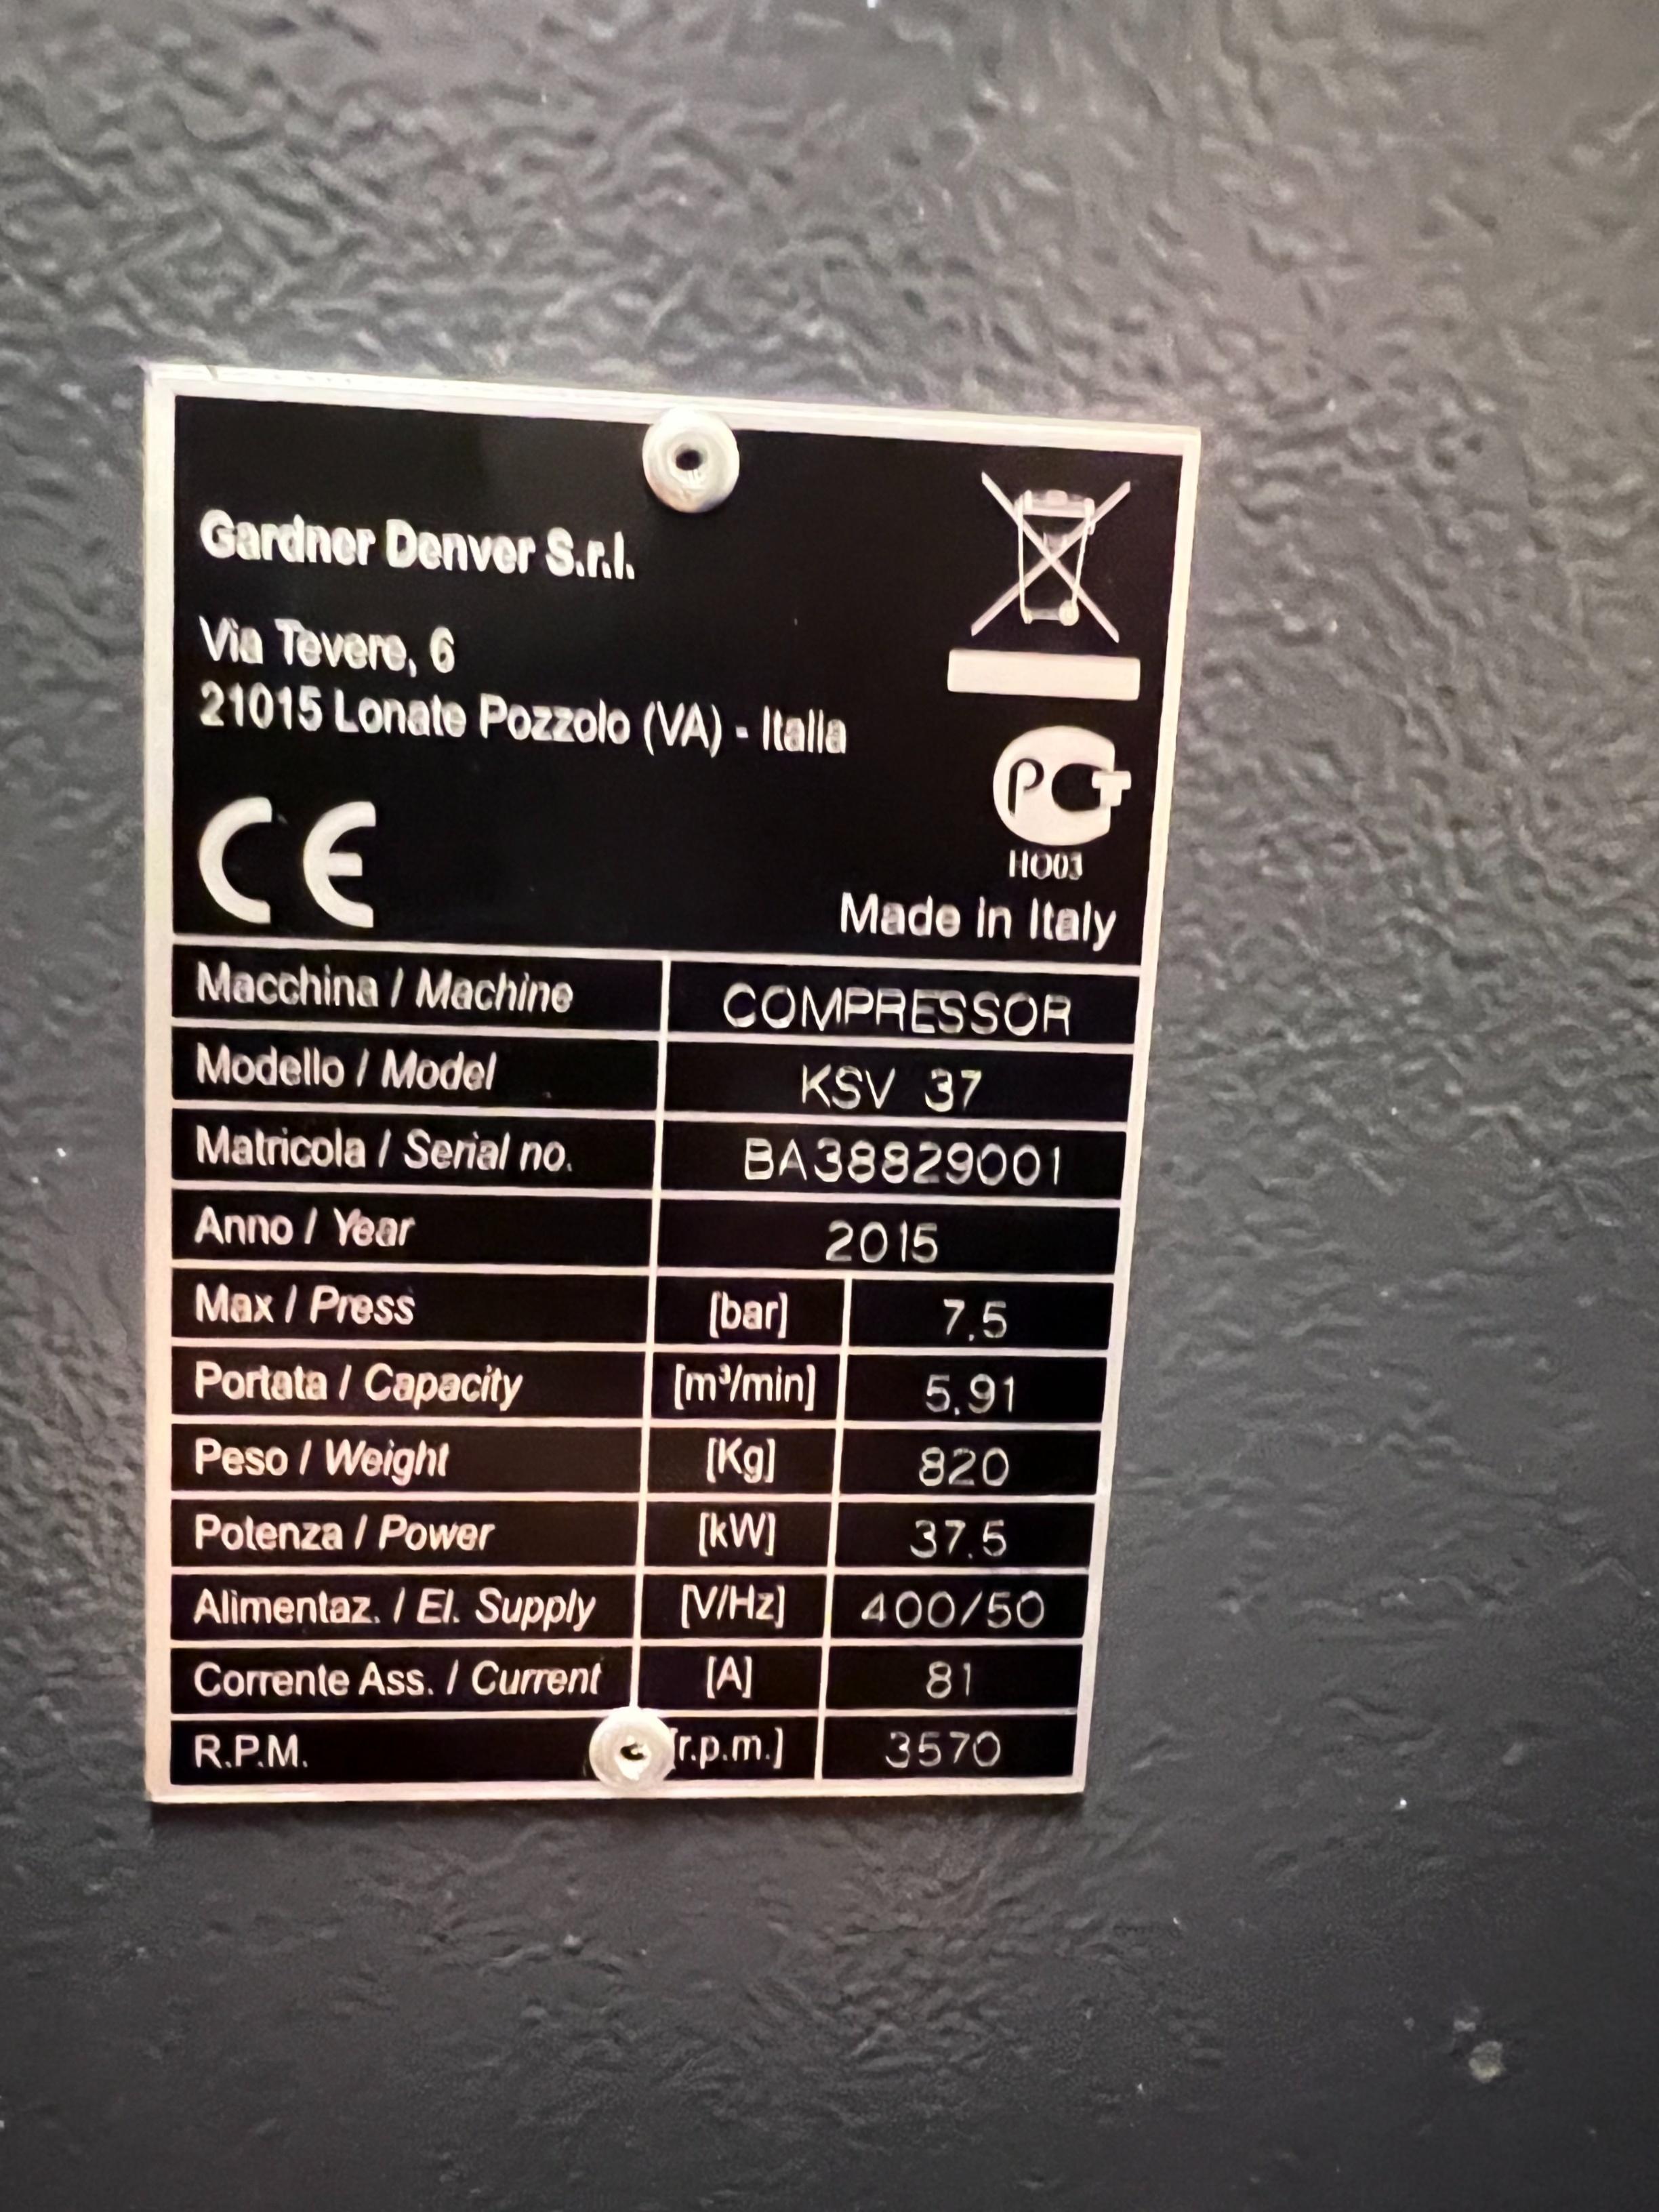 Gardner Denver S.r.l.
Via Tevere, 6
21015 Lonate Pozzolo (VA) - Italia
CE
PCT
HO03
Made in Italy
Macchina / Machine COMPRESSOR
Modello / Model KSV 37
Matricola / Serial no. BA38829001
Anno / Year 2015
Max / Press [bar] 7.5
Portata / Capacity [m³/min] 5.91
Peso / Weight [Kg] 820
Potenza / Power [kW] 37.5
Alimentaz. / El. Supply [V/Hz] 400/50
Corrente Ass. / Current [A] 81
R.P.M. [r.p.m.] 3570